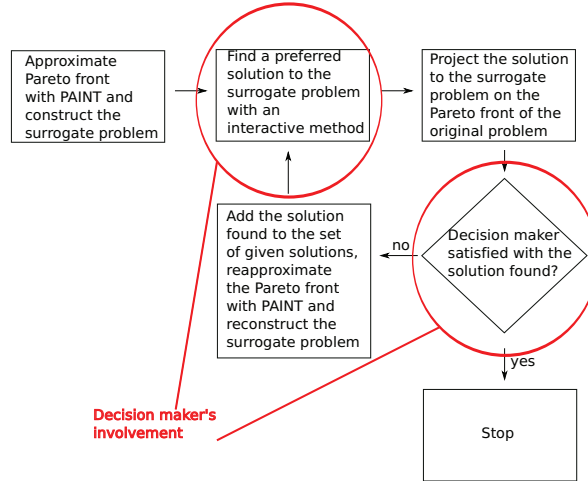 Approximate
Pareto front
with PAINT and
construct the
surrogate problem
Find a preferred
solution to the
surrogate problem
with an
interactive method
Project the solution
to the surrogate
problem on the
Pareto front of the
original problem
Decision maker
satisfied with the
solution found?
no
Add the solution
found to the set
of given solutions,
reapproximate
the Pareto front
with PAINT and
reconstruct the
surrogate problem
yes
Stop
Decision maker's
involvement